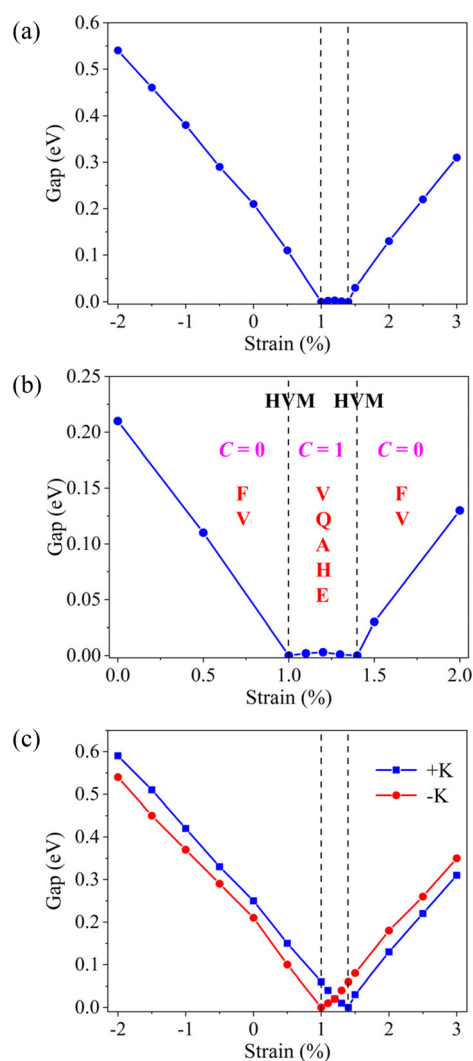 (a)
0.6
0.5
0.4
0.3
0.2
0.1
0.0
Gap (eV)
-2 -1 0 1 2 3
Strain (%)
(b)
0.25
0.20
0.15
0.10
0.05
0.00
Gap (eV)
HVM HVM
C = 0 C = 1 C = 0
F V F
V Q V
A
H
E
0.0 0.5 1.0 1.5 2.0
Strain (%)
(c)
0.6
0.5
0.4
0.3
0.2
0.1
0.0
Gap (eV)
+K
-K
-2 -1 0 1 2 3
Strain (%)